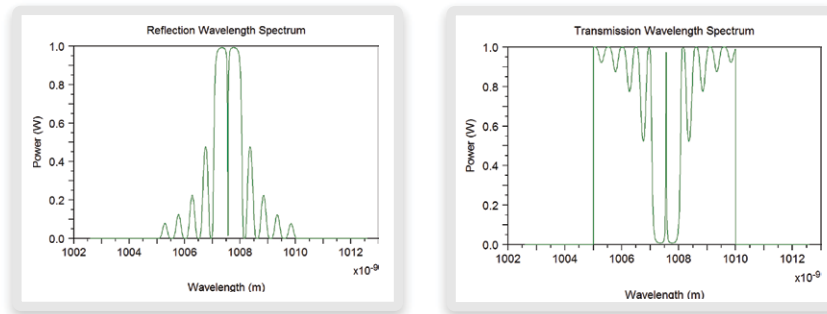 Reflection Wavelength Spectrum
1.0
0.8
0.6
0.4
0.2
0.0
Power (W)
1002 1004 1006 1008 1010 1012
x10-9
Wavelength (m)
Transmission Wavelength Spectrum
1.0
0.8
0.6
0.4
0.2
0.0
Power (W)
1002 1004 1006 1008 1010 1012
x10-9
Wavelength (m)